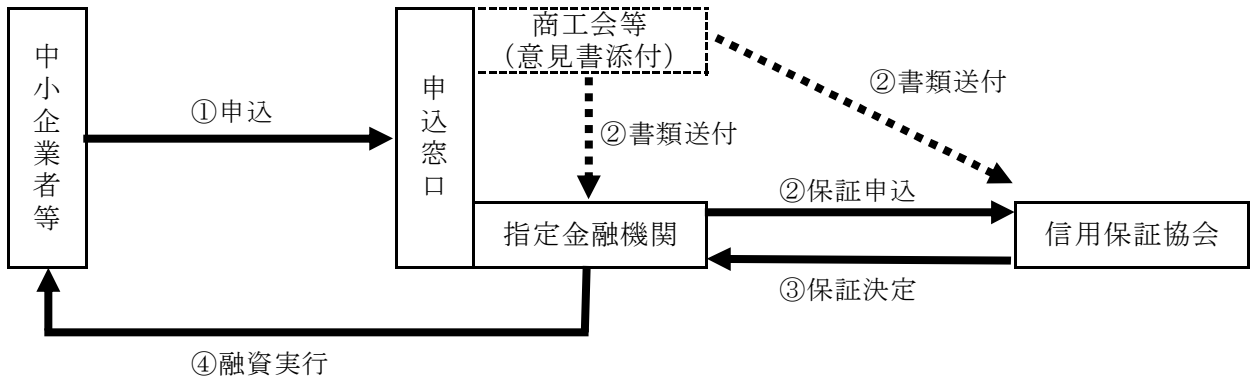 中小企業者等
①申込
申込窓口
商工会等
(意見書添付)
②書類送付
②書類送付
指定金融機関
②保証申込
③保証決定
信用保証協会
④融資実行